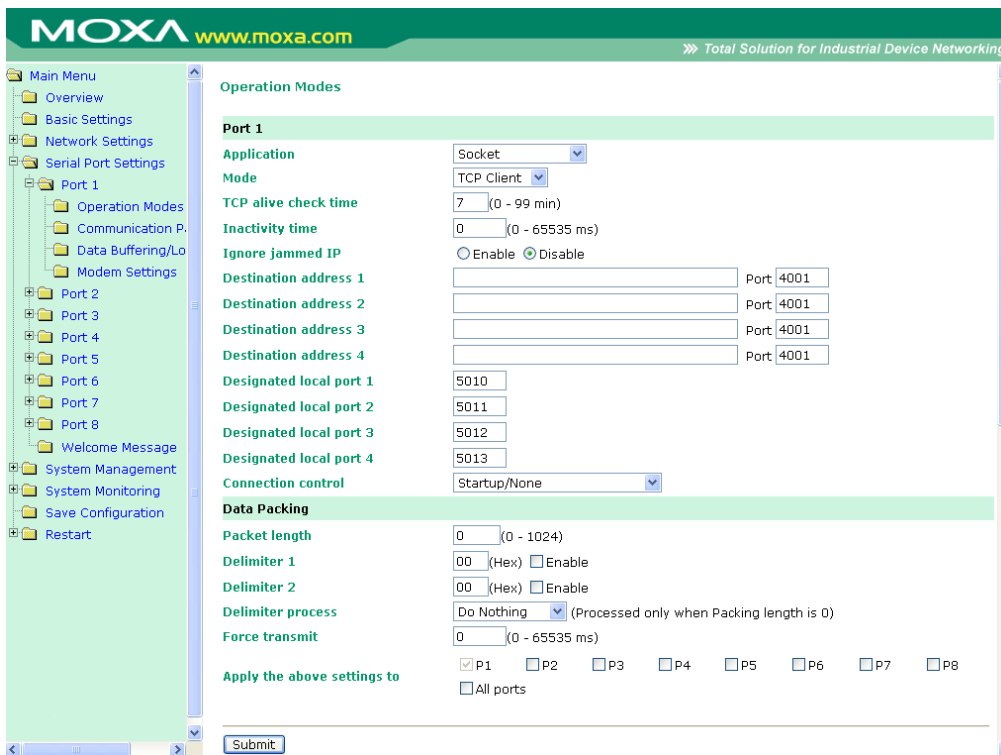 MOXA www.moxa.com
Total Solution for Industrial Device Networking
Main Menu
Overview
Basic Settings
Network Settings
Serial Port Settings
Port 1
Operation Modes
Communication P
Data Buffering/Lo
Modem Settings
Port 2
Port 3
Port 4
Port 5
Port 6
Port 7
Port 8
Welcome Message
System Management
System Monitoring
Save Configuration
Restart
Operation Modes
Port 1
Application Socket
Mode TCP Client
TCP alive check time 7 (0 - 99 min)
Inactivity time 0 (0 - 65535 ms)
Ignore jammed IP Enable Disable
Destination address 1 Port 4001
Destination address 2 Port 4001
Destination address 3 Port 4001
Destination address 4 Port 4001
Designated local port 1 5010
Designated local port 2 5011
Designated local port 3 5012
Designated local port 4 5013
Connection control Startup/None
Data Packing
Packet length 0 (0 - 1024)
Delimiter 1 00 (Hex) Enable
Delimiter 2 00 (Hex) Enable
Delimiter process Do Nothing (Processed only when Packing length is 0)
Force transmit 0 (0 - 65535 ms)
Apply the above settings to P1 P2 P3 P4 P5 P6 P7 P8
All ports
Submit